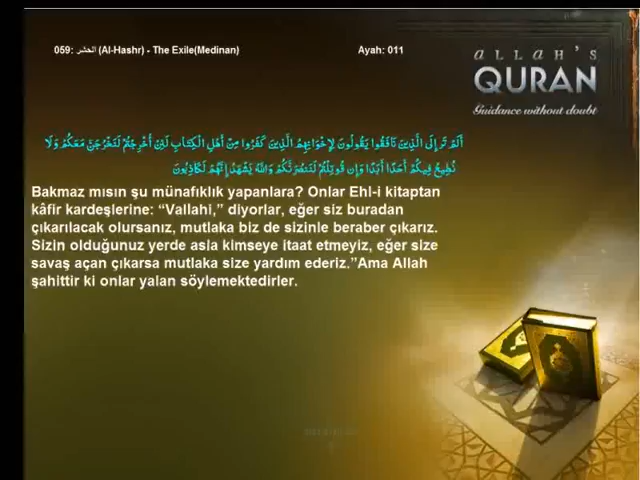 059: الحشر (Al-Hashr) - The Exile(Medinan)
Ayah: 011
ALLAH'S
QURAN
Guidance without doubt
أَلَمْ تَر إِلَى الَّذِينَ نَافَقُوا يَقُولُونَ لِإِخْوَانِهِمُ الَّذِينَ كَفَرُوا مِنْ أَهْلِ الْكِتَابِ لَئِنْ أُخْرِجْتُمْ لَنَخْرُجَنَّ مَعَكُمْ وَلَا
نُطِيعُ فِيكُمْ أَحَدًا أَبَدًا وَإِن قُوتِلْتُمْ لَنَنصُرَنَّكُمْ وَاللَّهُ يَشْهَدُ إِنَّهُمْ لَكَاذِبُونَ
Bakmaz mısın şu münafıklık yapanlara? Onlar Ehl-i kitaptan
kâfir kardeşlerine: “Vallahi,” diyorlar, eğer siz buradan
çıkarılacak olursanız, mutlaka biz de sizinle beraber çıkarız.
Sizin olduğunuz yerde asla kimseye itaat etmeyiz, eğer size
savaş açan çıkarsa mutlaka size yardım ederiz.”Ama Allah
şahittir ki onlar yalan söylemektedirler.